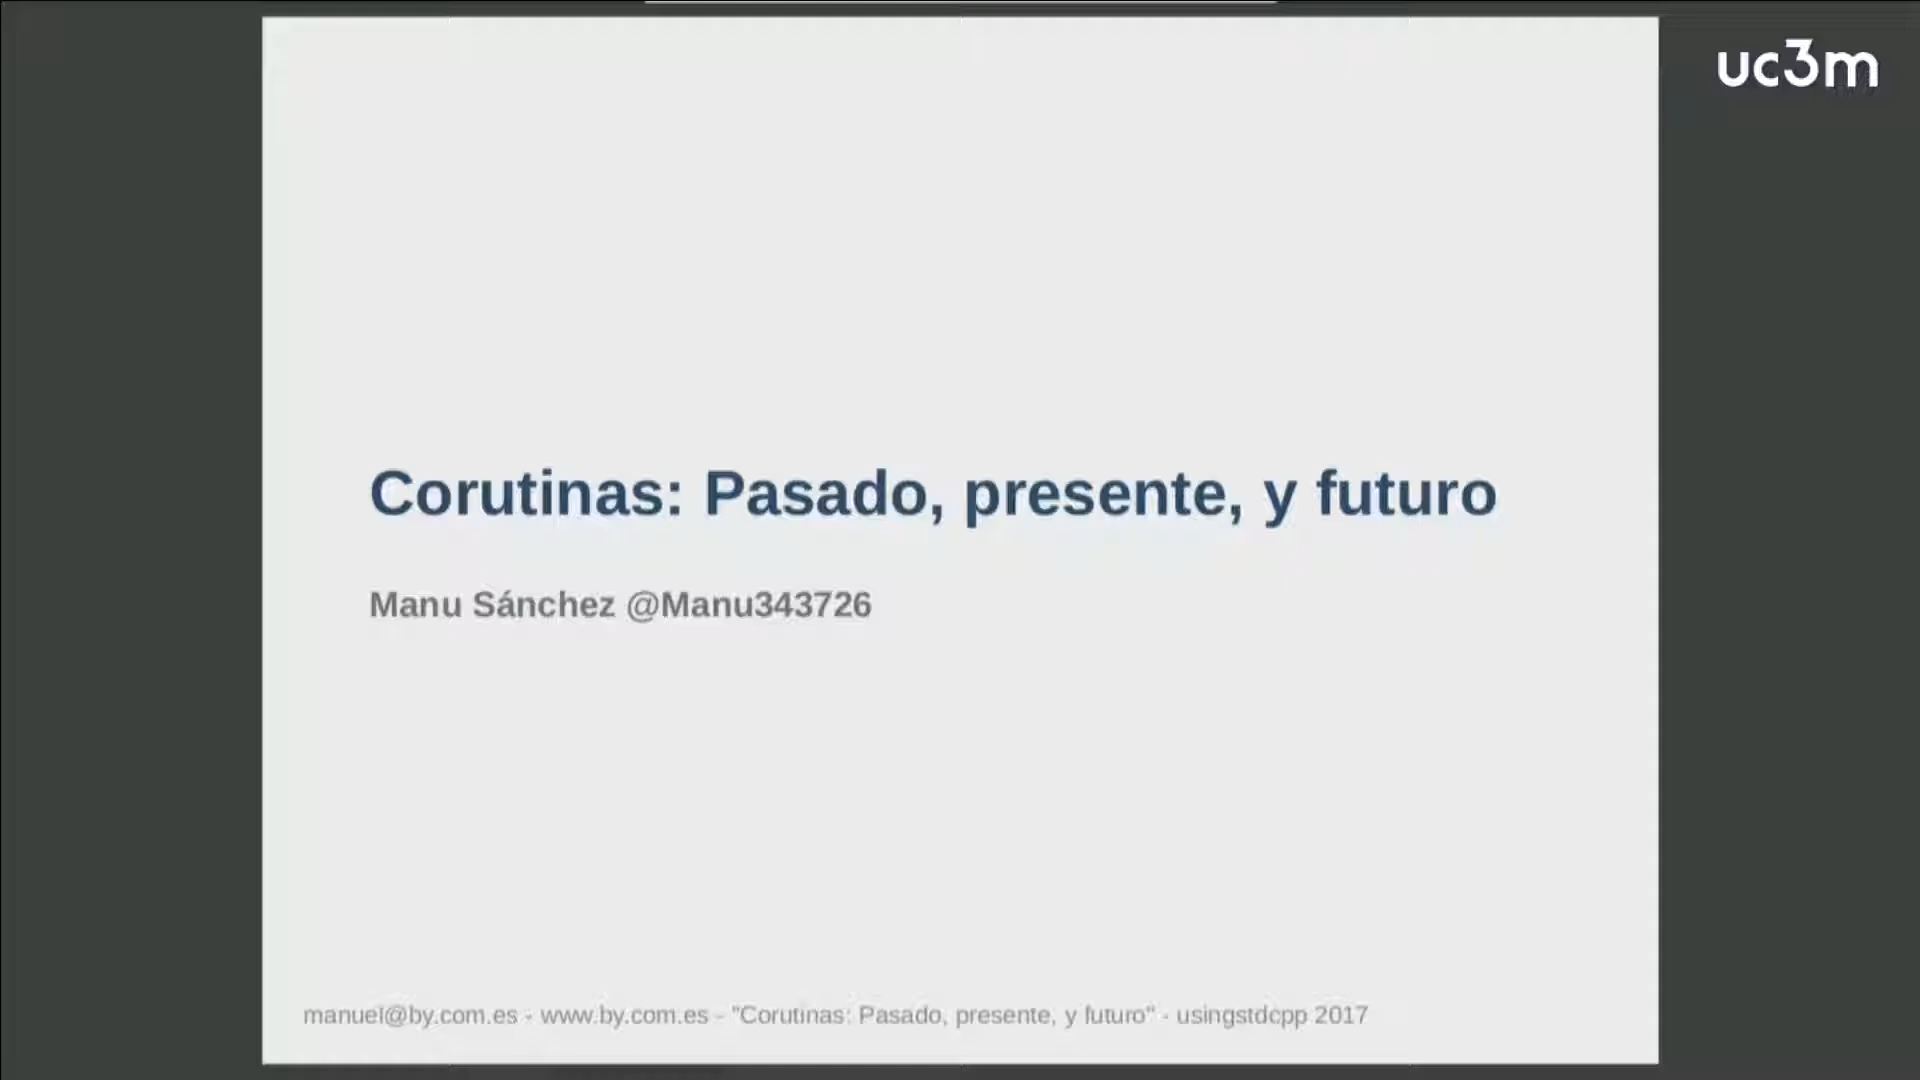 uc3m
Corutinas: Pasado, presente, y futuro
Manu Sánchez @Manu343726
manuel@by.com.es - www.by.com.es - "Corutinas: Pasado, presente, y futuro" - usingstdcpp 2017